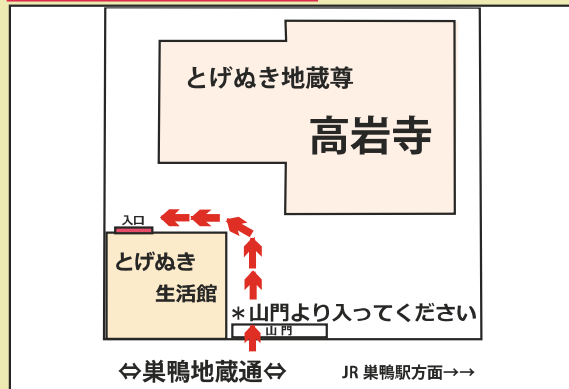 とげぬき地蔵尊
高岩寺
入口
とげぬき
生活館
＊山門より入ってください
山 門
⇔巣鴨地蔵通⇔
JR 巣鴨駅方面→→